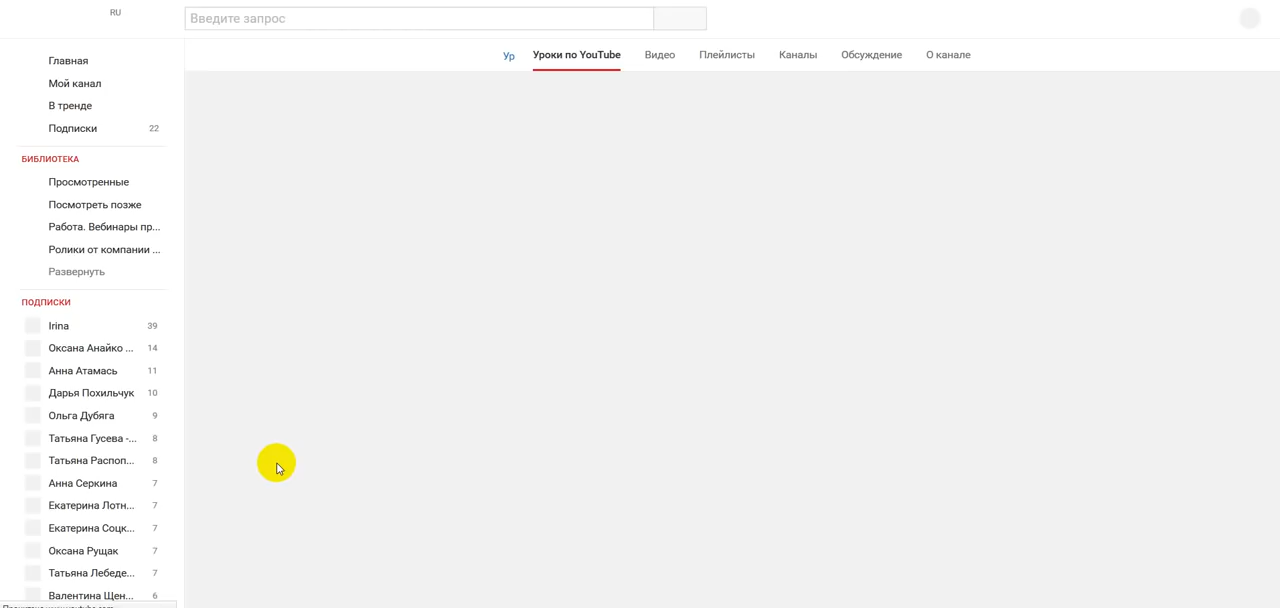 RU
Введите запрос
Ур
Уроки по YouTube
Видео
Плейлисты
Каналы
Обсуждение
О канале
Главная
Мой канал
В тренде
Подписки 22
БИБЛИОТЕКА
Просмотренные
Посмотреть позже
Работа. Вебинары пр...
Ролики от компании ...
Развернуть
ПОДПИСКИ
Irina 39
Оксана Анайко ... 14
Анна Атамась 11
Дарья Похильчук 10
Ольга Дубяга 9
Татьяна Гусева -... 8
Татьяна Распоп... 8
Анна Серкина 7
Екатерина Лотн... 7
Екатерина Соцк... 7
Оксана Рущак 7
Татьяна Лебеде... 7
Валентина Щен... 6